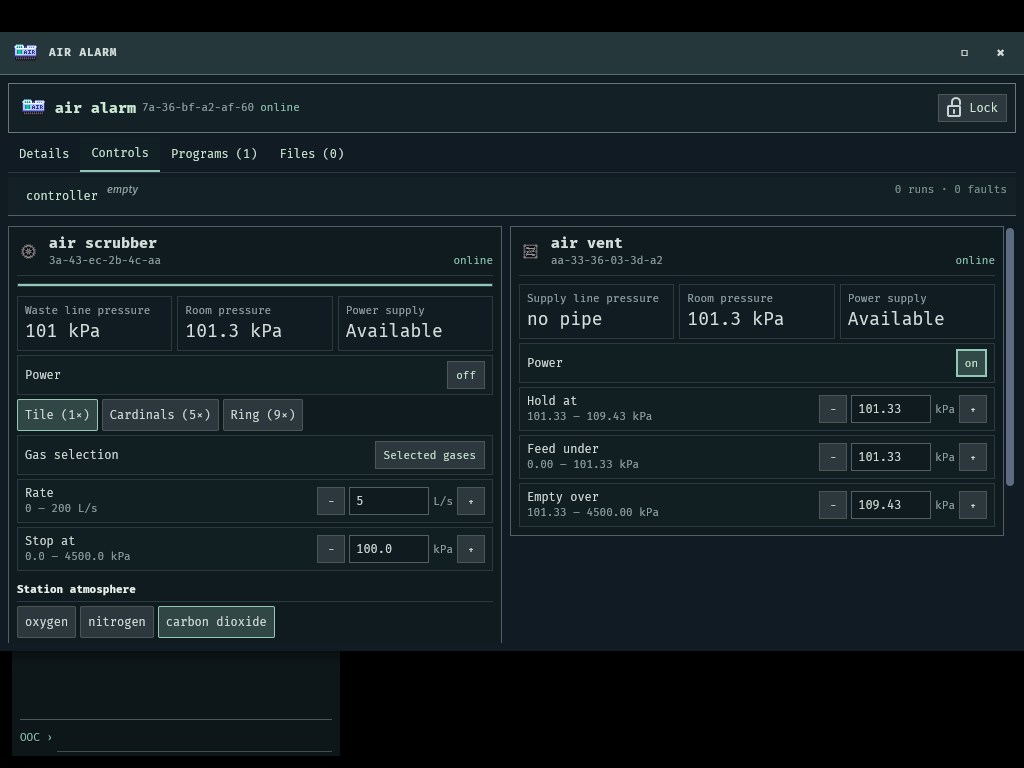 AIR ALARM
air alarm 7a-36-bf-a2-af-60 online
Lock
Details
Controls
Programs (1)
Files (0)
controller empty
0 runs · 0 faults
air scrubber
3a-43-ec-2b-4c-aa
online
Waste line pressure
101 kPa
Room pressure
101.3 kPa
Power supply
Available
Power
off
Tile (1×)
Cardinals (5×)
Ring (9×)
Gas selection
Selected gases
Rate
0 — 200 L/s
- 5 L/s +
Stop at
0.0 — 4500.0 kPa
- 100.0 kPa +
Station atmosphere
oxygen
nitrogen
carbon dioxide
air vent
aa-33-36-03-3d-a2
online
Supply line pressure
no pipe
Room pressure
101.3 kPa
Power supply
Available
Power
on
Hold at
101.33 — 109.43 kPa
- 101.33 kPa +
Feed under
0.00 — 101.33 kPa
- 101.33 kPa +
Empty over
101.33 — 4500.00 kPa
- 109.43 kPa +
OOC ›